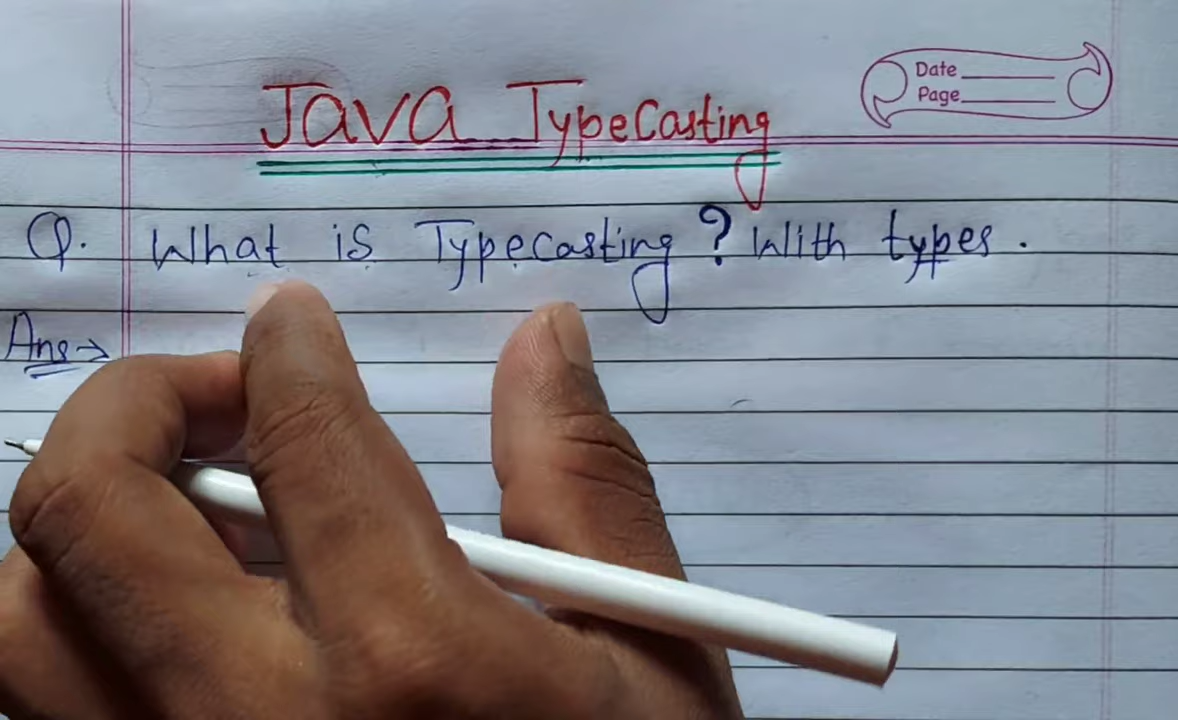 Date
Page
Java TypeCasting
Q. What is Typecasting? With types.
Ans→